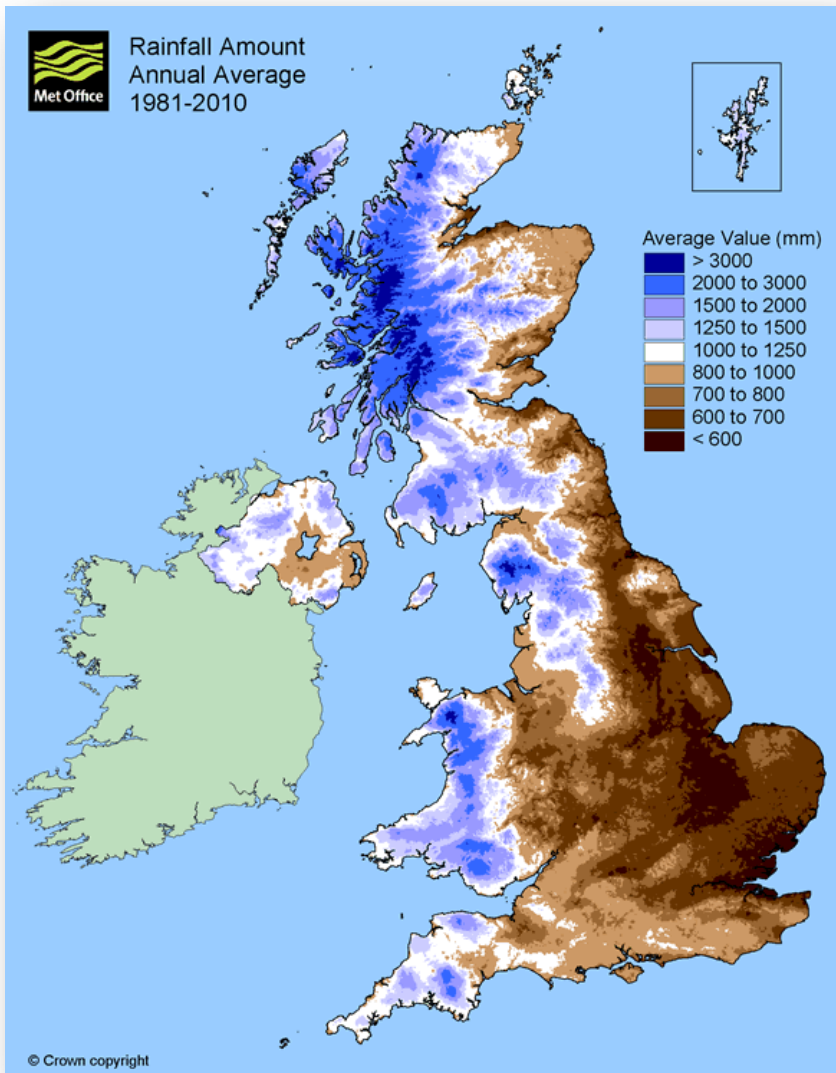 Met Office
Rainfall Amount
Annual Average
1981-2010
Average Value (mm)
> 3000
2000 to 3000
1500 to 2000
1250 to 1500
1000 to 1250
800 to 1000
700 to 800
600 to 700
< 600
© Crown copyright